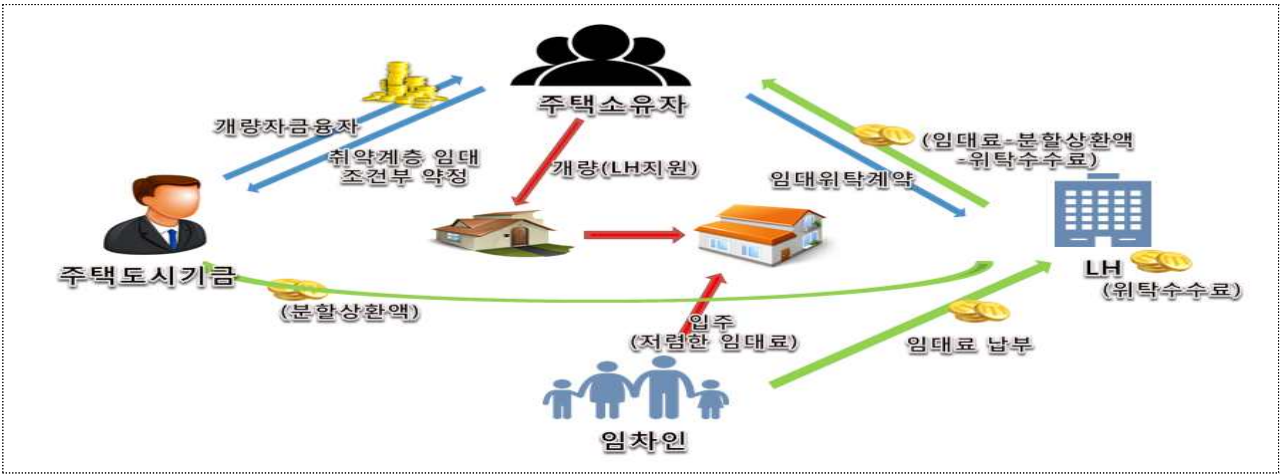 주택소유자
개량자금융자
취약계층 임대
조건부 약정
개량(LH지원)
임대위탁계약
(임대료-분할상환액
-위탁수수료)
주택도시기금
(분할상환액)
LH
(위탁수수료)
입주
(저렴한 임대료)
임대료 납부
임차인